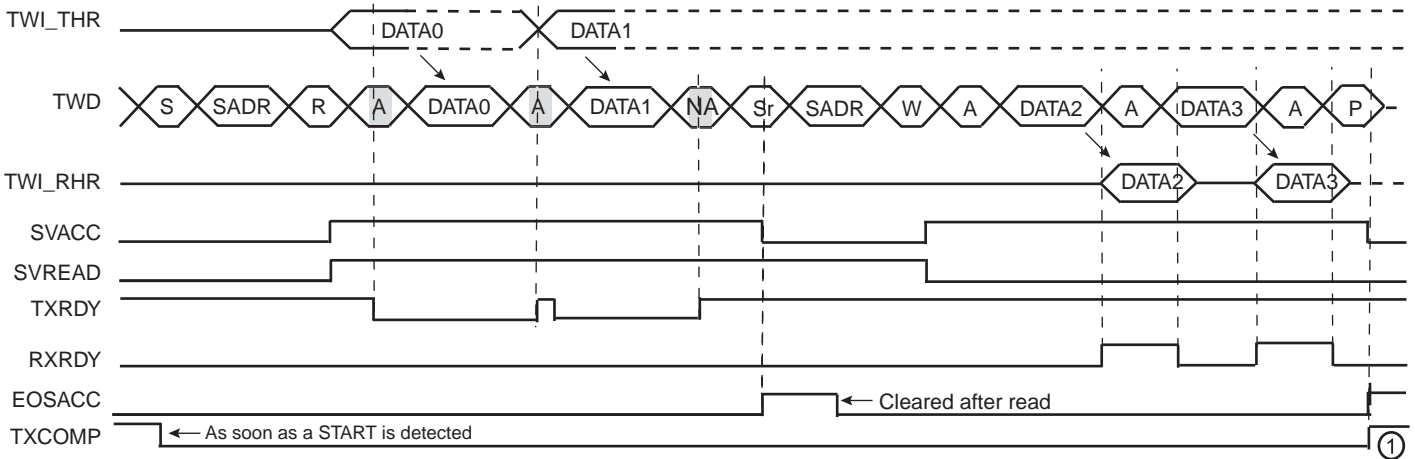 TWI_THR DATA0 DATA1
TWD S SADR R A DATA0 A DATA1 NA Sr SADR W A DATA2 A DATA3 A P
TWI_RHR DATA2 DATA3
SVACC
SVREAD
TXRDY
RXRDY
EOSACC Cleared after read
TXCOMP As soon as a START is detected 1